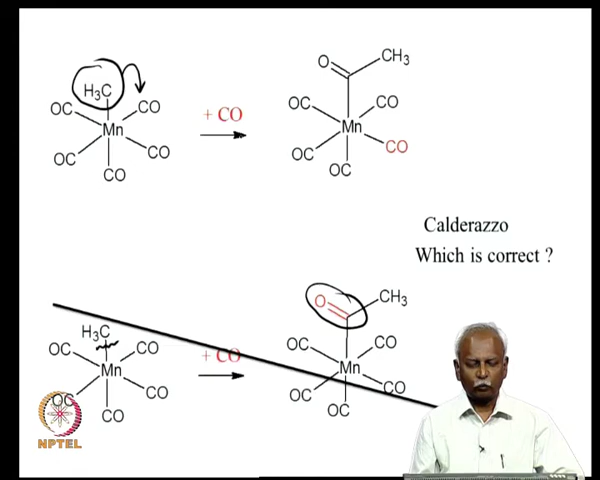 H₃C
OC
CO
Mn
OC
CO
CO
+ CO
O
CH₃
OC
CO
Mn
OC
CO
OC
Calderazzo
Which is correct ?
H₃C
OC
CO
Mn
OC
CO
CO
+ CO
O
CH₃
OC
CO
Mn
OC
CO
OC
NPTEL